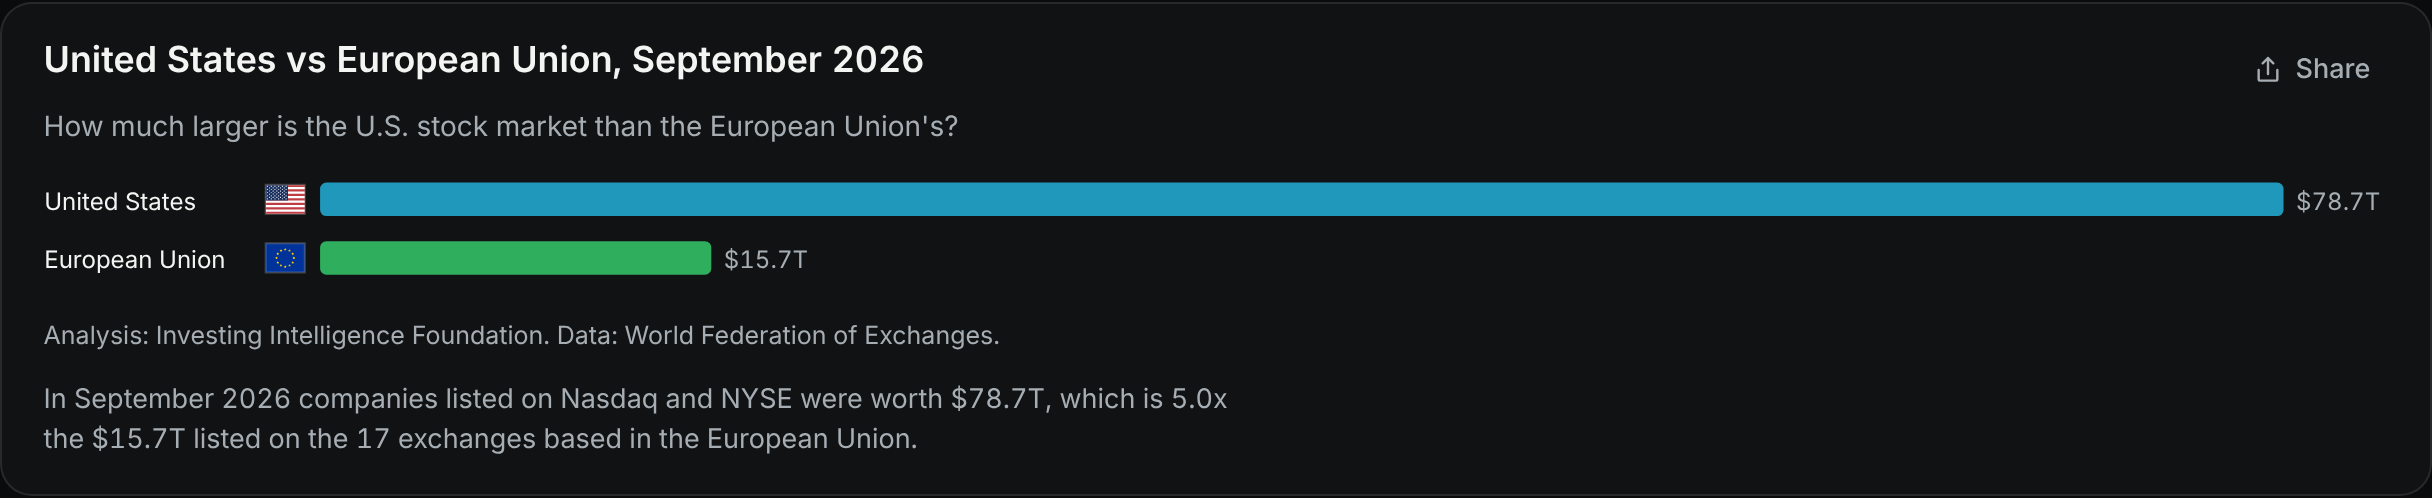 United States vs European Union, September 2026
Share
How much larger is the U.S. stock market than the European Union's?
United States $78.7T
European Union $15.7T
Analysis: Investing Intelligence Foundation. Data: World Federation of Exchanges.
In September 2026 companies listed on Nasdaq and NYSE were worth $78.7T, which is 5.0x
the $15.7T listed on the 17 exchanges based in the European Union.